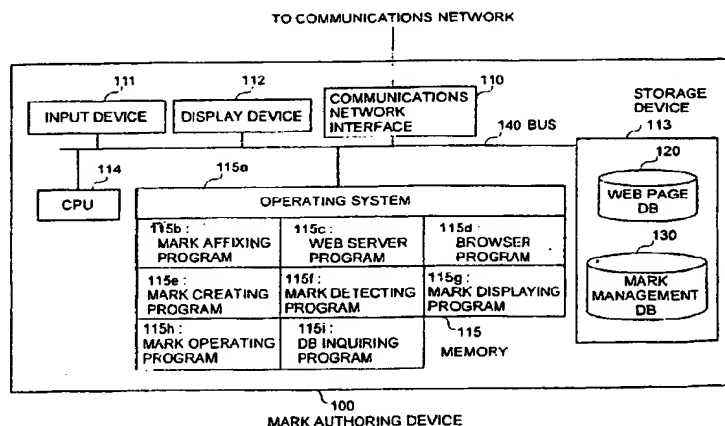 TO COMMUNICATIONS NETWORK
111
112
110
INPUT DEVICE
DISPLAY DEVICE
COMMUNICATIONS
NETWORK
INTERFACE
STORAGE
DEVICE
113
140 BUS
114
CPU
115a
OPERATING SYSTEM
115b :
MARK AFFIXING
PROGRAM
115c :
WEB SERVER
PROGRAM
115d :
BROWSER
PROGRAM
115e :
MARK CREATING
PROGRAM
115f :
MARK DETECTING
PROGRAM
115g :
MARK DISPLAYING
PROGRAM
115h :
MARK OPERATING
PROGRAM
115i :
DB INQUIRING
PROGRAM
115
MEMORY
120
WEB PAGE
DB
130
MARK
MANAGEMENT
DB
100
MARK AUTHORING DEVICE